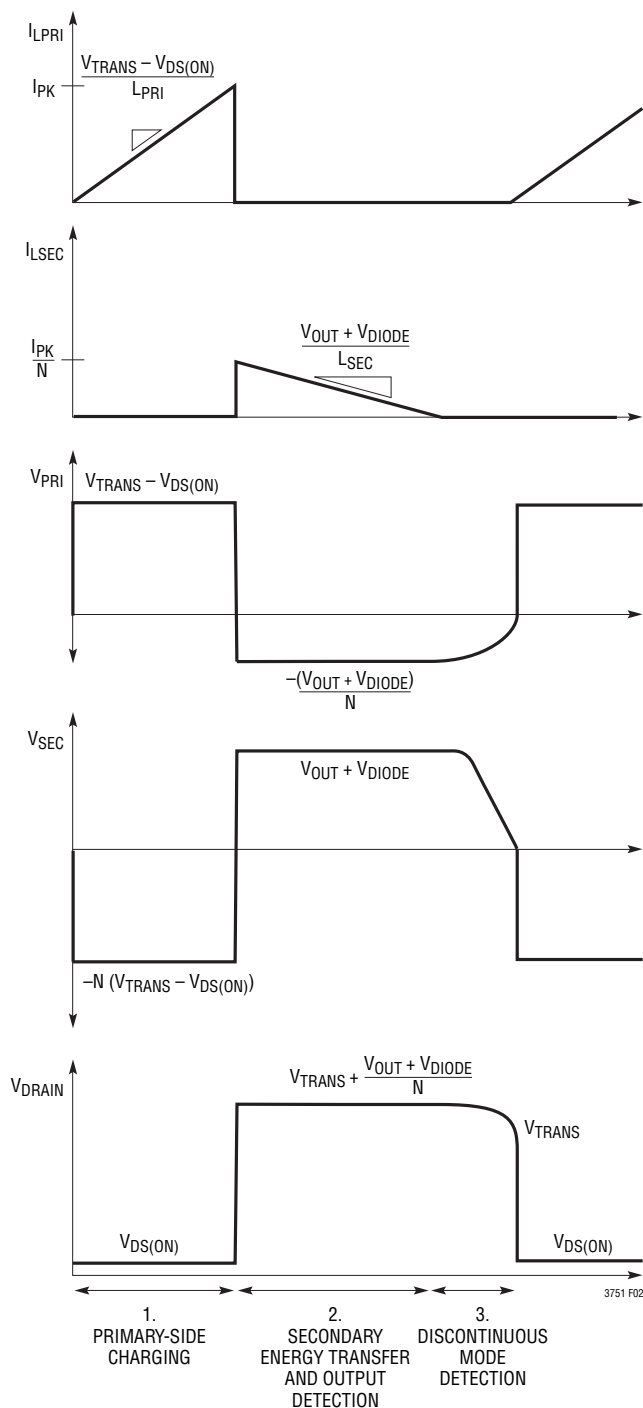 I_LPRI
V_TRANS – V_DS(ON)
L_PRI
I_PK
I_LSEC
I_PK
N
V_OUT + V_DIODE
L_SEC
V_PRI
V_TRANS – V_DS(ON)
–(V_OUT + V_DIODE)
N
V_SEC
V_OUT + V_DIODE
–N (V_TRANS – V_DS(ON))
V_DRAIN
V_TRANS + V_OUT + V_DIODE
N
V_TRANS
V_DS(ON)
V_DS(ON)
3751 F02
1.
PRIMARY-SIDE
CHARGING
2.
SECONDARY
ENERGY TRANSFER
AND OUTPUT
DETECTION
3.
DISCONTINUOUS
MODE
DETECTION